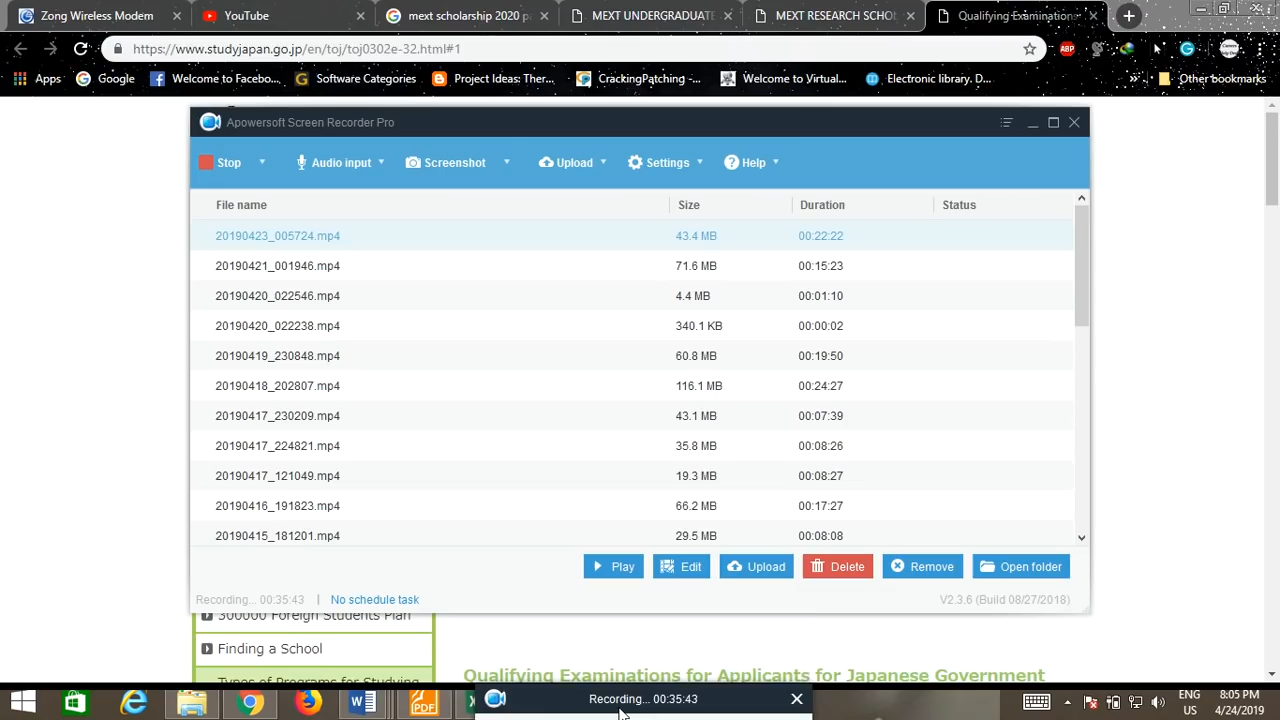 Zong Wireless Modem
YouTube
mext scholarship 2020 p
MEXT UNDERGRADUATE
MEXT RESEARCH SCHOL
Qualifying Examinations
https://www.studyjapan.go.jp/en/toj/toj0302e-32.html#1
ABP
Apps
Google
Welcome to Facebo...
Software Categories
Project Ideas: Ther...
CrackingPatching -...
Welcome to Virtual...
Electronic library. D...
Other bookmarks
Apowersoft Screen Recorder Pro
Stop
Audio input
Screenshot
Upload
Settings
Help
File name Size Duration Status
20190423_005724.mp4 43.4 MB 00:22:22
20190421_001946.mp4 71.6 MB 00:15:23
20190420_022546.mp4 4.4 MB 00:01:10
20190420_022238.mp4 340.1 KB 00:00:02
20190419_230848.mp4 60.8 MB 00:19:50
20190418_202807.mp4 116.1 MB 00:24:27
20190417_230209.mp4 43.1 MB 00:07:39
20190417_224821.mp4 35.8 MB 00:08:26
20190417_121049.mp4 19.3 MB 00:08:27
20190416_191823.mp4 66.2 MB 00:17:27
20190415_181201.mp4 29.5 MB 00:08:08
Play
Edit
Upload
Delete
Remove
Open folder
Recording... 00:35:43 | No schedule task
V2.3.6 (Build 08/27/2018)
300000 Foreign Students Plan
Finding a School
Types of Programs for Studying
Qualifying Examinations for Applicants for Japanese Government
Recording... 00:35:43
PDF
ENG
US
8:05 PM
4/24/2019